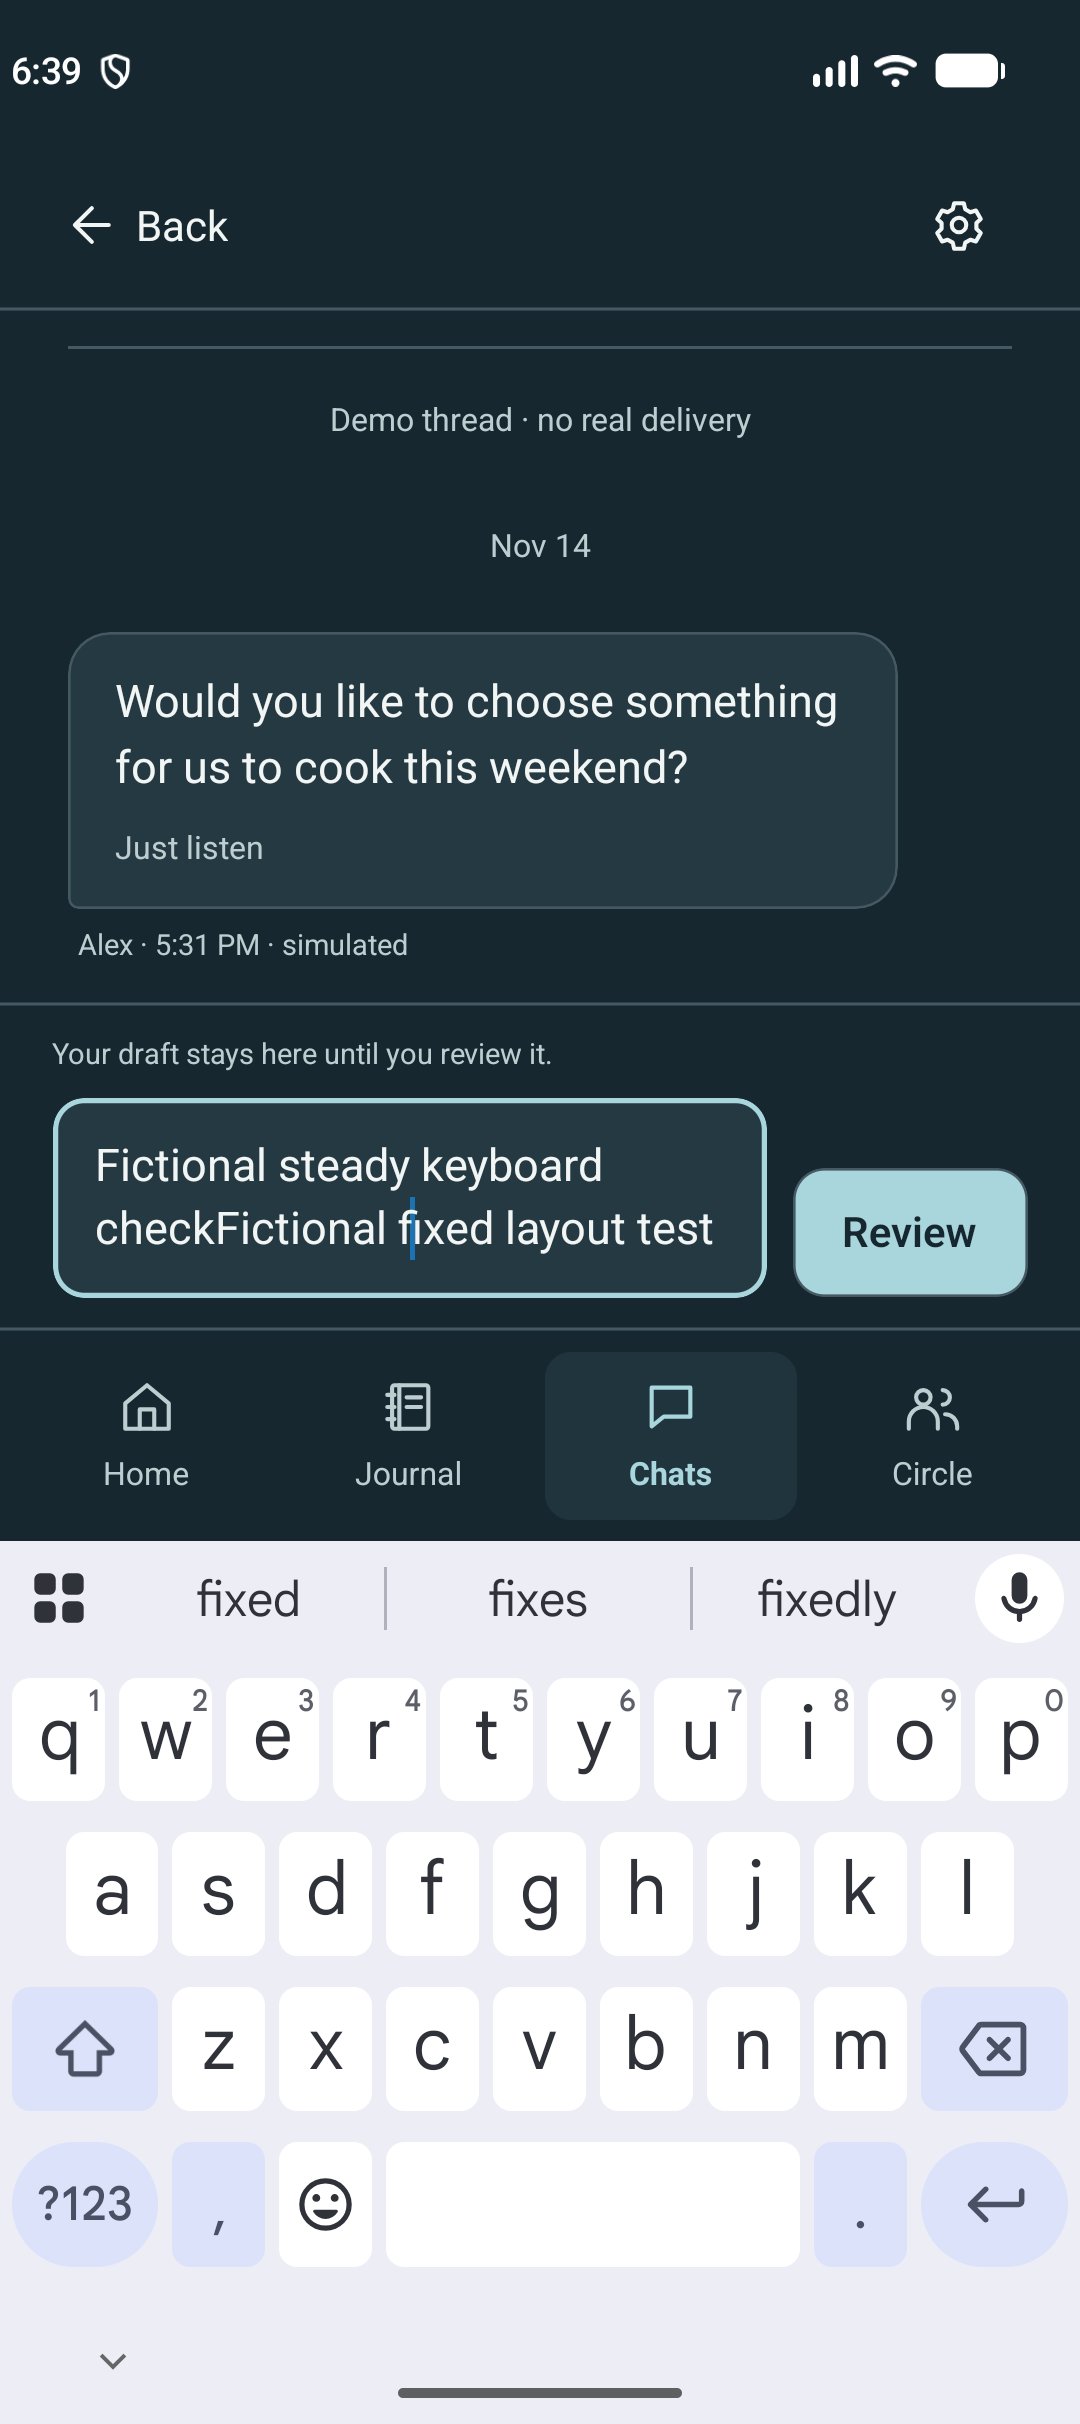 6:39
Back
Demo thread · no real delivery
Nov 14
Would you like to choose something
for us to cook this weekend?
Just listen
Alex · 5:31 PM · simulated
Your draft stays here until you review it.
Fictional steady keyboard
checkFictional fixed layout test
Review
Home Journal Chats Circle
fixed fixes fixedly
q1 w2 e3 r4 t5 y6 u7 i8 o9 p0
a s d f g h j k l
z x c v b n m
?123 , .